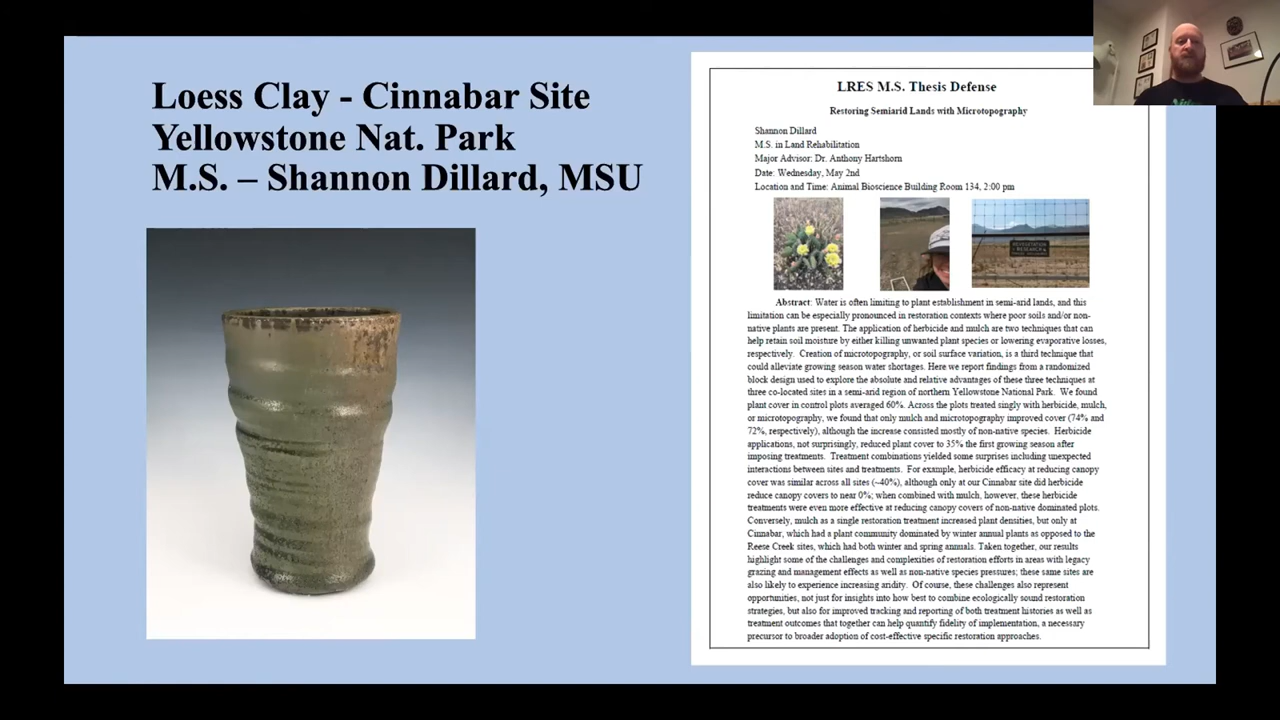 Loess Clay - Cinnabar Site
Yellowstone Nat. Park
M.S. – Shannon Dillard, MSU
LRES M.S. Thesis Defense
Restoring Semiarid Lands with Microtopography
Shannon Dillard
M.S. in Land Rehabilitation
Major Advisor: Dr. Anthony Hartshorn
Date: Wednesday, May 2nd
Location and Time: Animal Bioscience Building Room 134, 2:00 pm
REVEGETATION
RESEARCH
Abstract: Water is often limiting to plant establishment in semi-arid lands, and this
limitation can be especially pronounced in restoration contexts where poor soils and/or non-
native plants are present. The application of herbicide and mulch are two techniques that can
help retain soil moisture by either killing unwanted plant species or lowering evaporative losses,
respectively. Creation of microtopography, or soil surface variation, is a third technique that
could alleviate growing season water shortages. Here we report findings from a randomized
block design used to explore the absolute and relative advantages of these three techniques at
three co-located sites in a semi-arid region of northern Yellowstone National Park. We found
plant cover in control plots averaged 60%. Across the plots treated singly with herbicide, mulch,
or microtopography, we found that only mulch and microtopography improved cover (74% and
72%, respectively), although the increase consisted mostly of non-native species. Herbicide
applications, not surprisingly, reduced plant cover to 35% the first growing season after
imposing treatments. Treatment combinations yielded some surprises including unexpected
interactions between sites and treatments. For example, herbicide efficacy at reducing canopy
cover was similar across all sites (~40%), although only at our Cinnabar site did herbicide
reduce canopy covers to near 0%; when combined with mulch, however, these herbicide
treatments were even more effective at reducing canopy covers of non-native dominated plots.
Conversely, mulch as a single restoration treatment increased plant densities, but only at
Cinnabar, which had a plant community dominated by winter annual plants as opposed to the
Reese Creek sites, which had both winter and spring annuals. Taken together, our results
highlight some of the challenges and complexities of restoration efforts in areas with legacy
grazing and management effects as well as non-native species pressures; these same sites are
also likely to experience increasing aridity. Of course, these challenges also represent
opportunities, not just for insights into how best to combine ecologically sound restoration
strategies, but also for improved tracking and reporting of both treatment histories as well as
treatment outcomes that together can help quantify fidelity of implementation, a necessary
precursor to broader adoption of cost-effective specific restoration approaches.